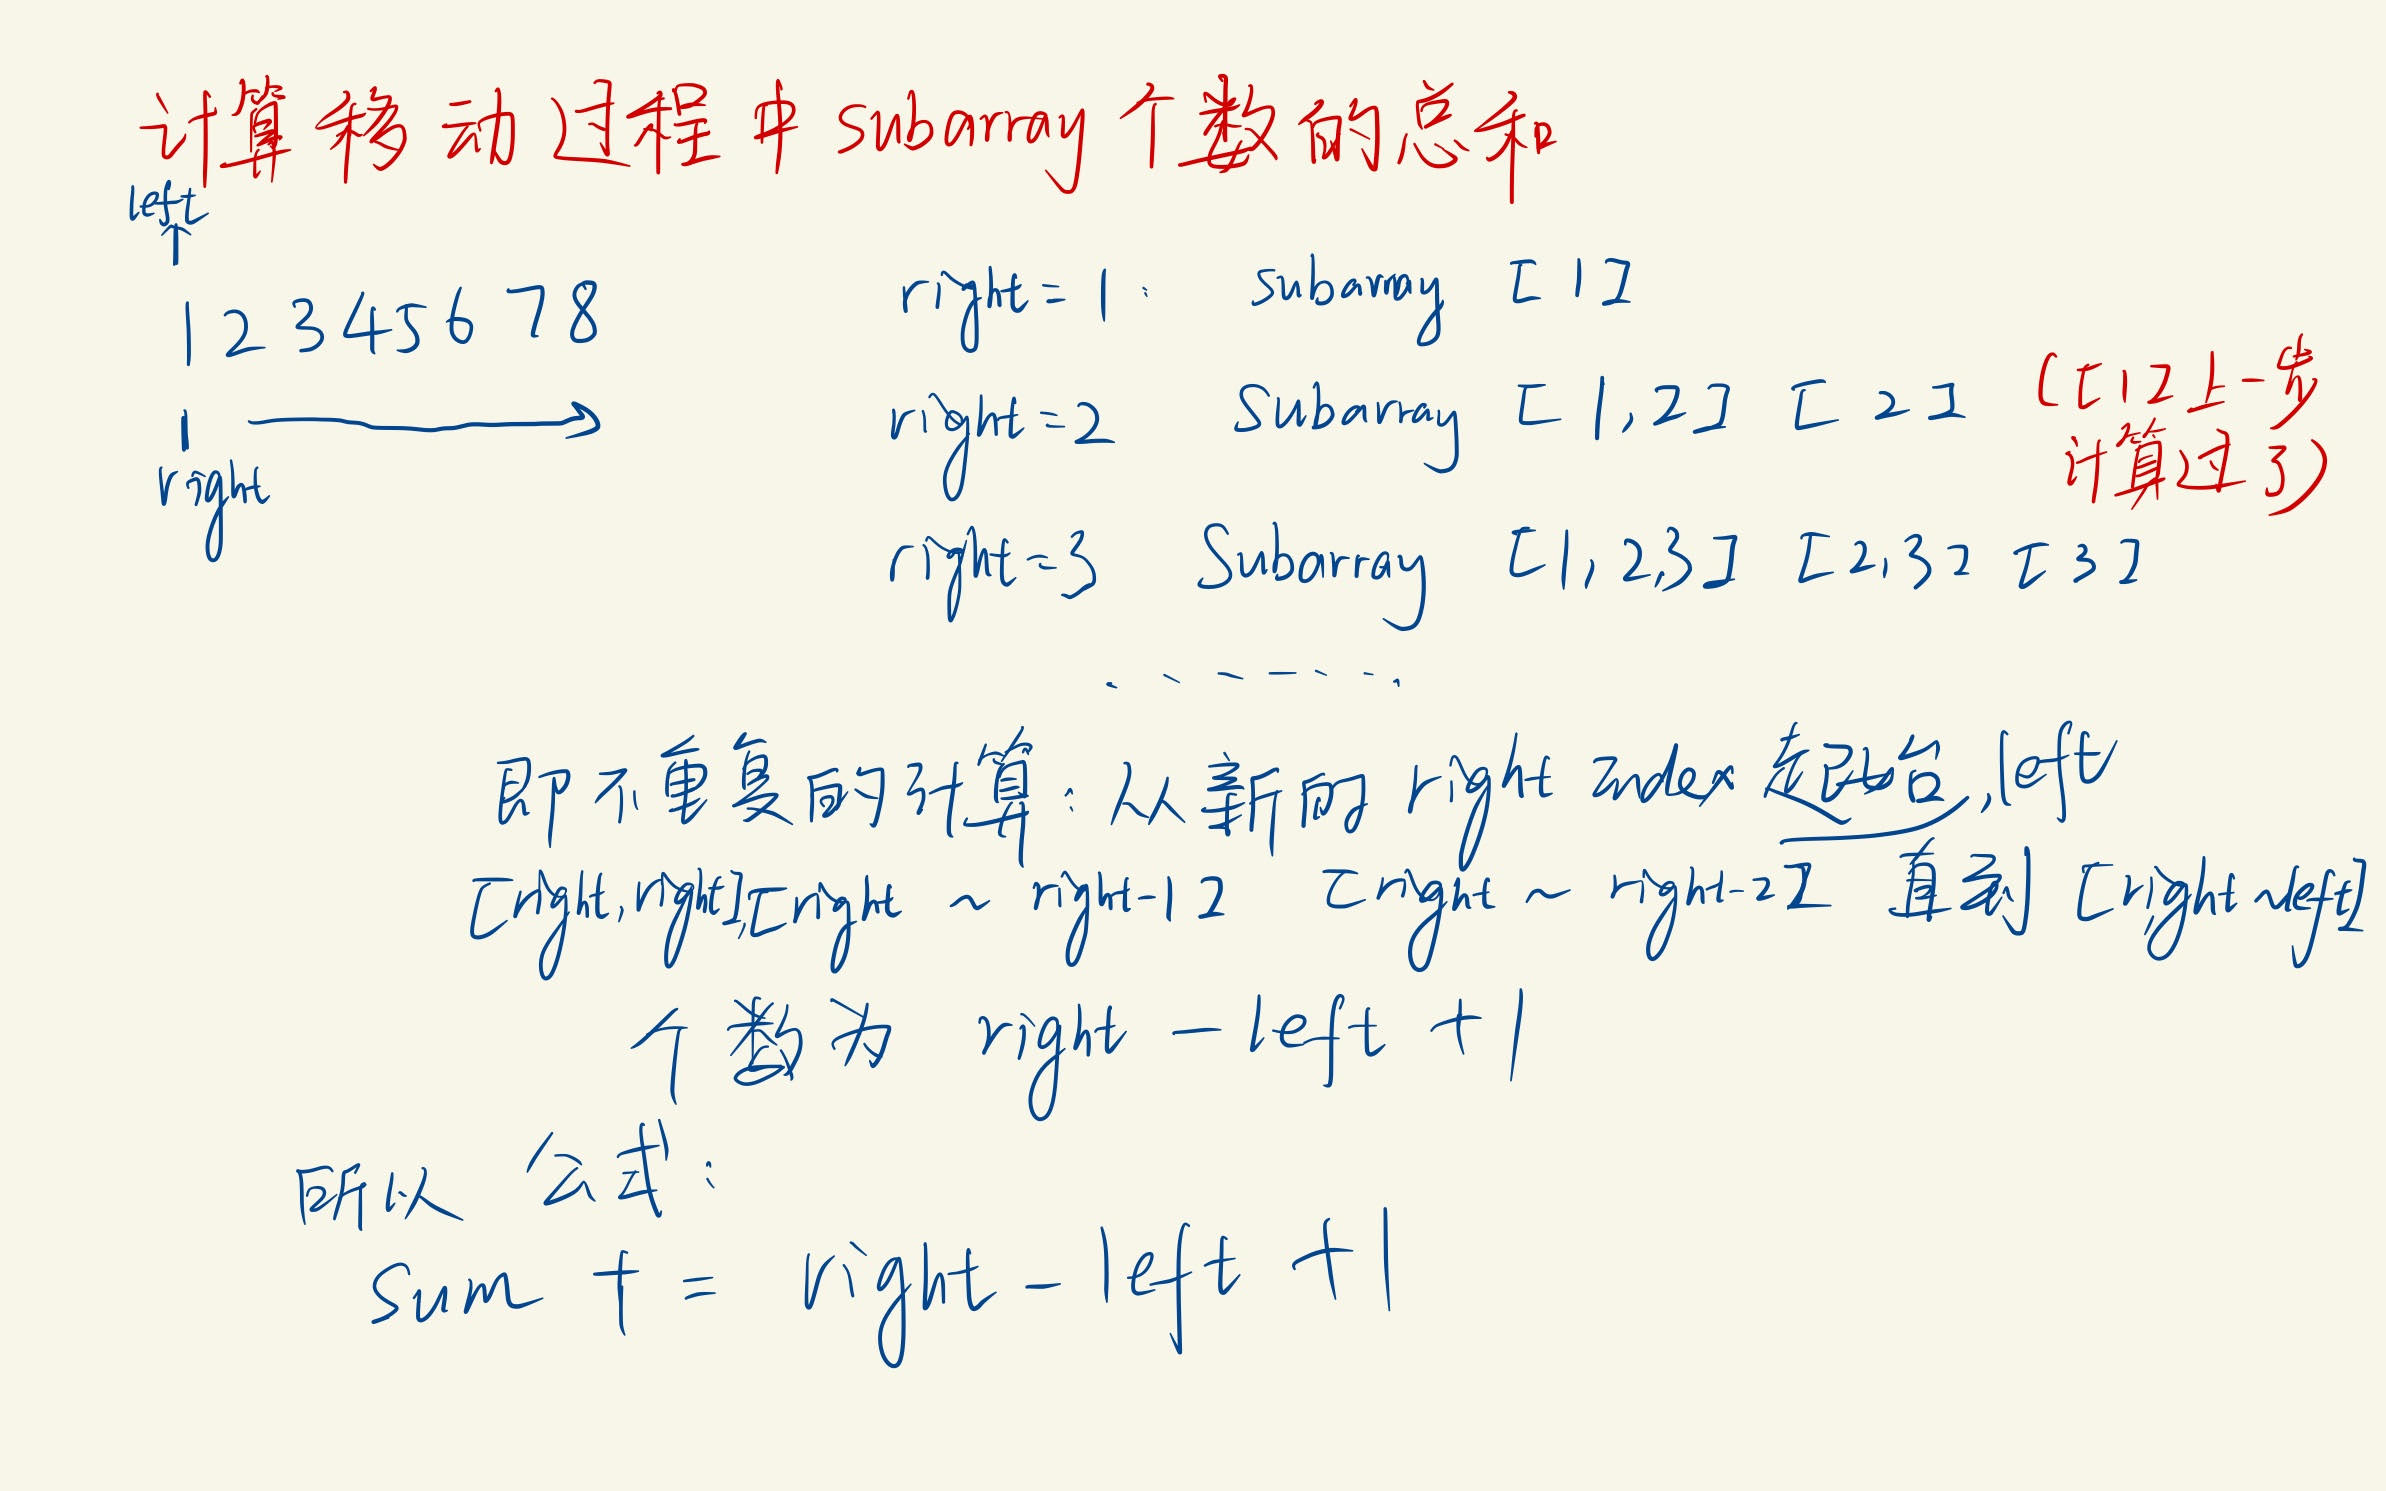 计算移动过程中 subarray 个数的总和
left
1 2 3 4 5 6 7 8
right
right = 1: subarray [1]
right = 2 Subarray [1,2] [2] ([1]上一步
计算过了)
right = 3 Subarray [1,2,3] [2,3] [3]
即不重复的计算: 从新的 right index 起始, left
[right, right], [right ~ right-1] [right ~ right-2] 直到 [right ~ left]
个数为 right - left + 1
所以 公式:
Sum += right - left + 1